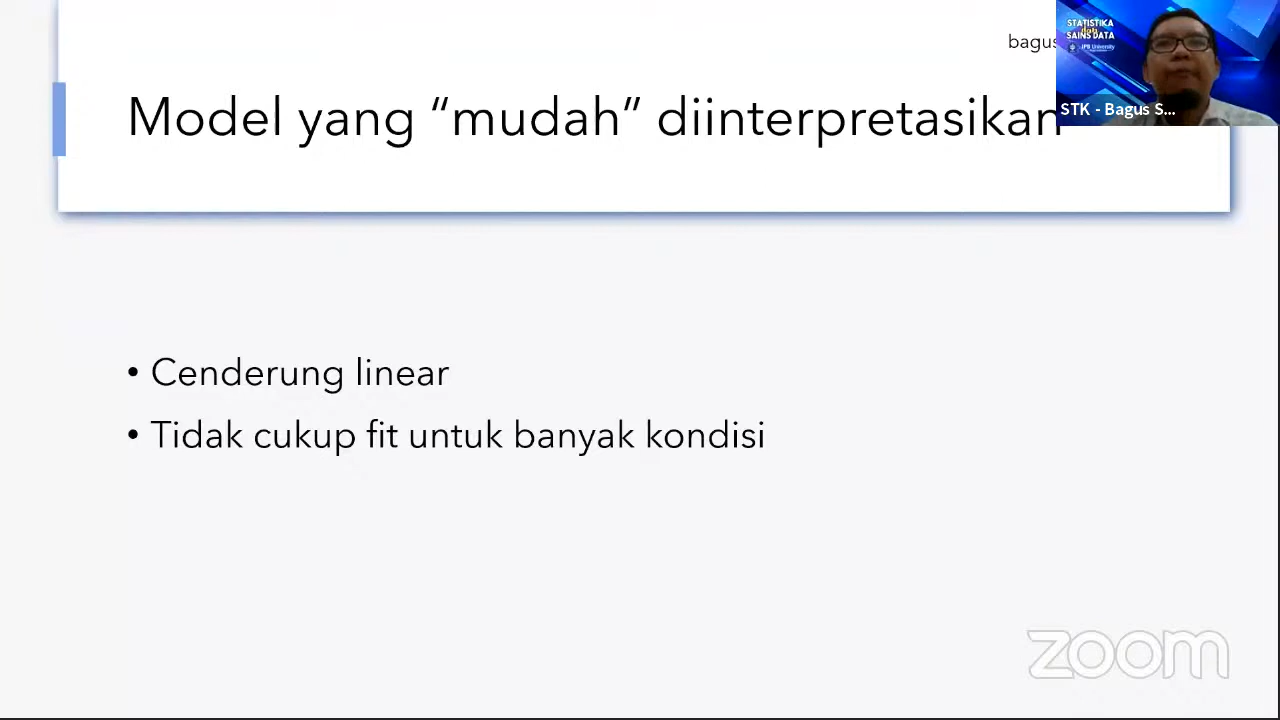 bagus
STATISTIKA
dan
SAINS DATA
IPB University
STK - Bagus S...
Model yang “mudah” diinterpretasikan
• Cenderung linear
• Tidak cukup fit untuk banyak kondisi
zoom